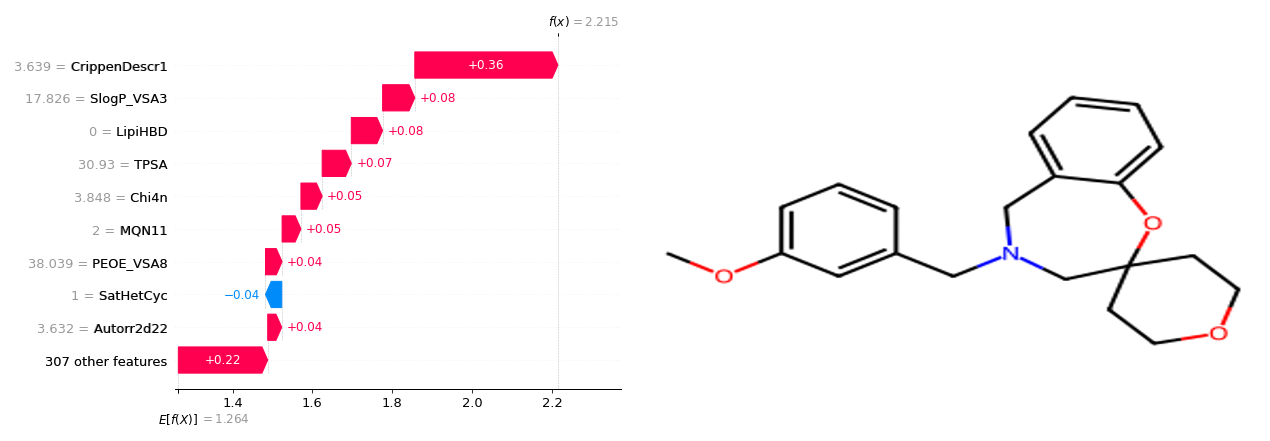 f(x) = 2.215
3.639 = CrippenDescr1
+0.36
17.826 = SlogP_VSA3
+0.08
0 = LipiHBD
+0.08
30.93 = TPSA
+0.07
3.848 = Chi4n
+0.05
2 = MQN11
+0.05
38.039 = PEOE_VSA8
+0.04
1 = SatHetCyc
−0.04
3.632 = Autorr2d22
+0.04
307 other features
+0.22
1.4 1.6 1.8 2.0 2.2
E[f(X)] = 1.264
O
N
O
O